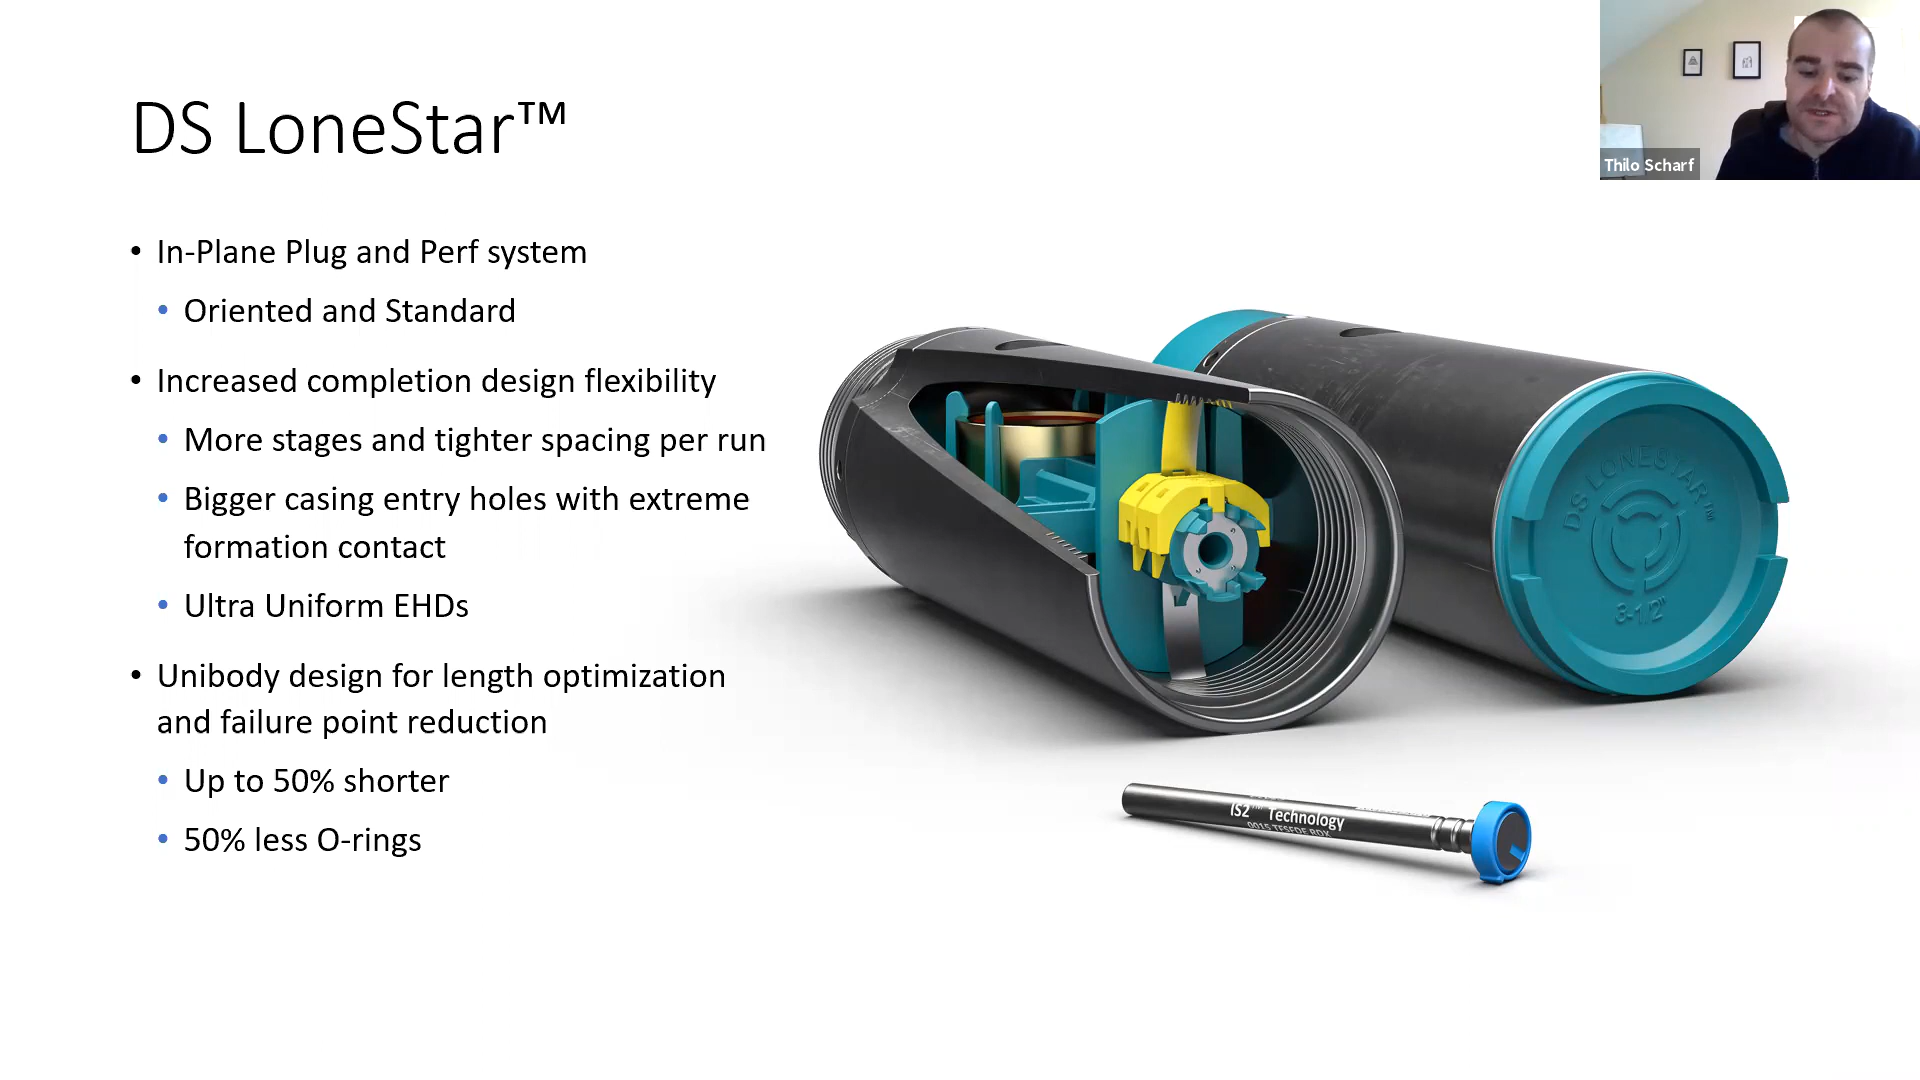 DS LoneStar™
Thilo Scharf
• In-Plane Plug and Perf system
• Oriented and Standard
• Increased completion design flexibility
• More stages and tighter spacing per run
• Bigger casing entry holes with extreme
formation contact
• Ultra Uniform EHDs
• Unibody design for length optimization
and failure point reduction
• Up to 50% shorter
• 50% less O-rings
DS LONESTAR™
3-1/2"
IS2™ Technology